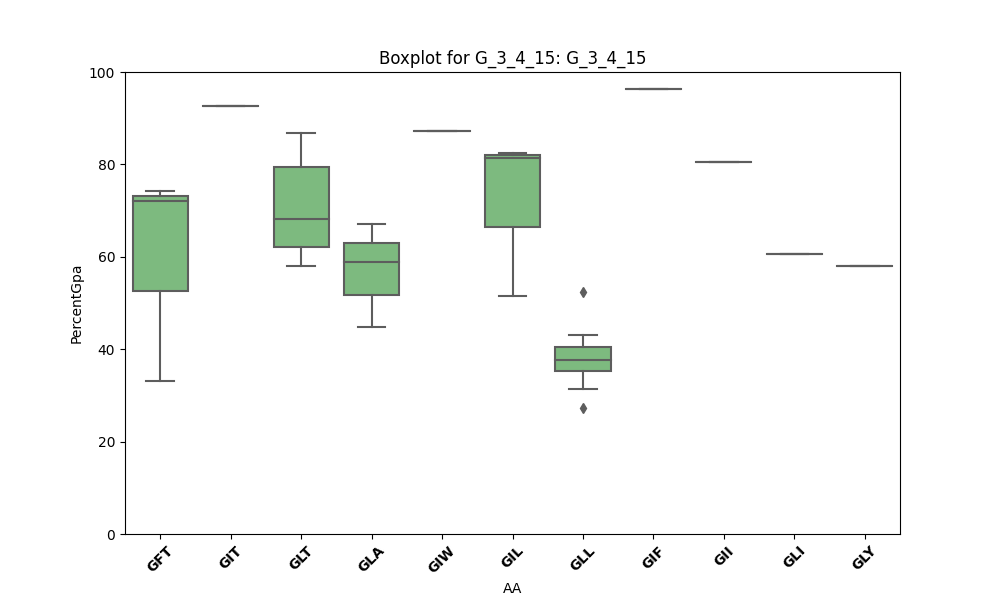 Boxplot for G_3_4_15: G_3_4_15
100
80
60
40
20
0
PercentGpa
GFT
GIT
GLT
GLA
GIW
GIL
GLL
GIF
GII
GLI
GLY
AA